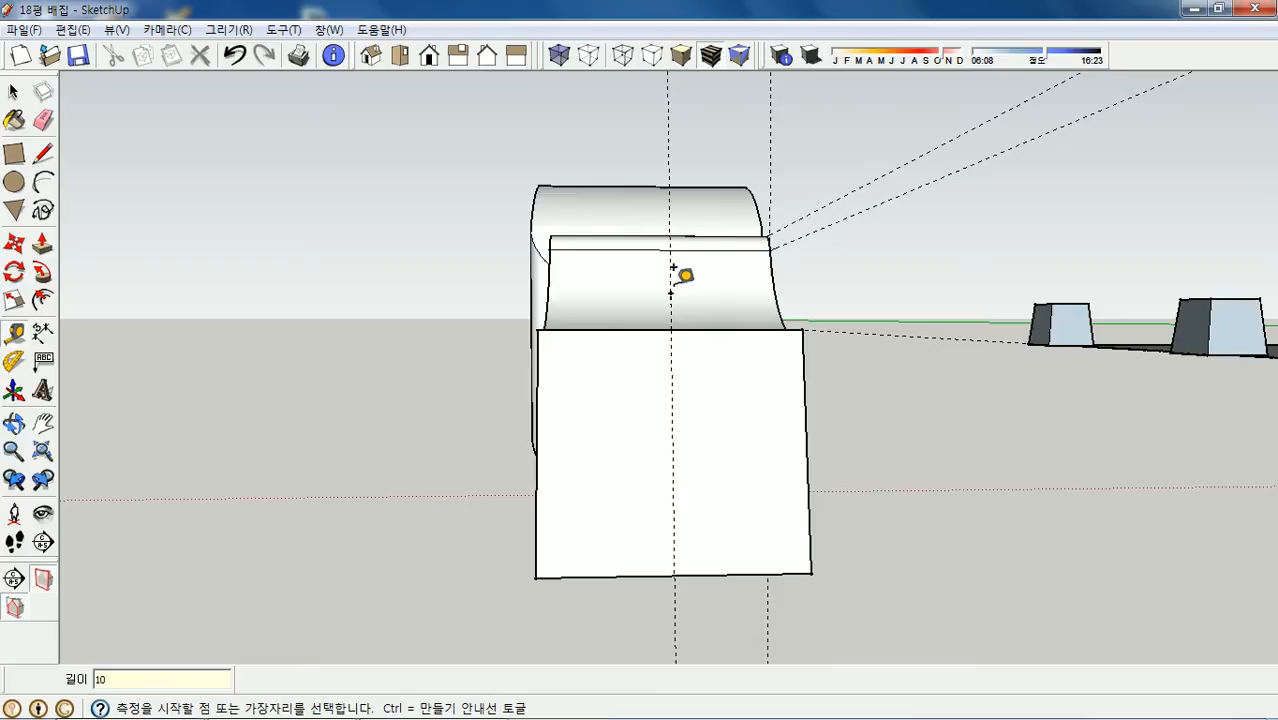 18평 배집 - SketchUp
파일(F) 편집(E) 뷰(V) 카메라(C) 그리기(R) 도구(T) 창(W) 도움말(H)
J F M A M J J A S O N D 06:08 정오 16:23
ABC
길이 10
측정을 시작할 점 또는 가장자리를 선택합니다. Ctrl = 만들기 안내선 토글